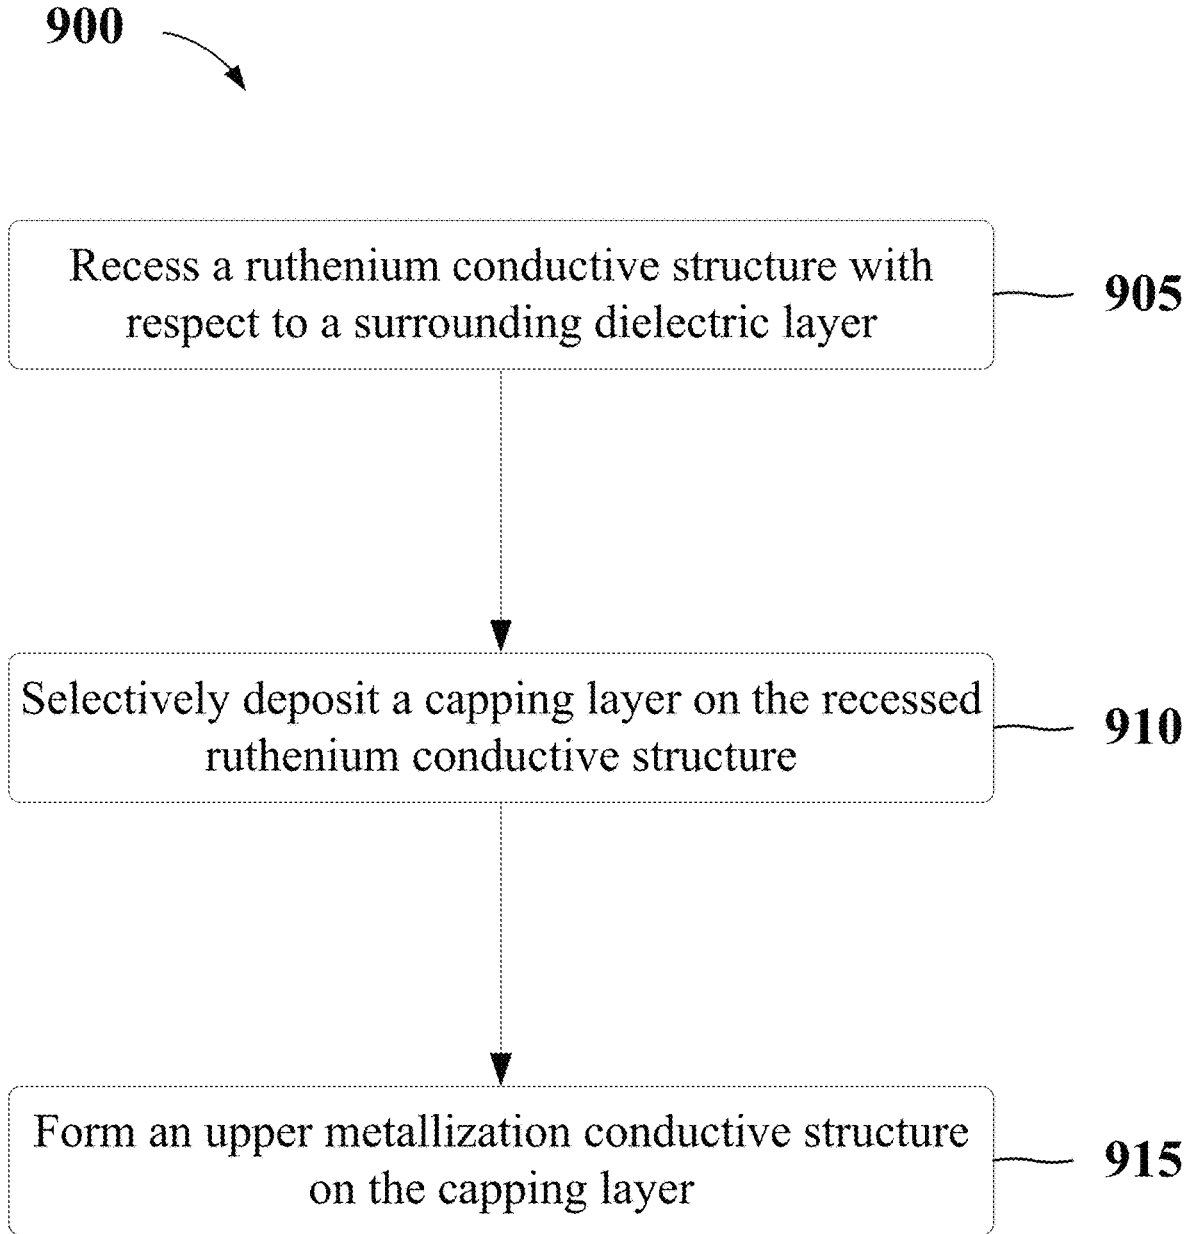 900
Recess a ruthenium conductive structure with
respect to a surrounding dielectric layer
905
Selectively deposit a capping layer on the recessed
ruthenium conductive structure
910
Form an upper metallization conductive structure
on the capping layer
915